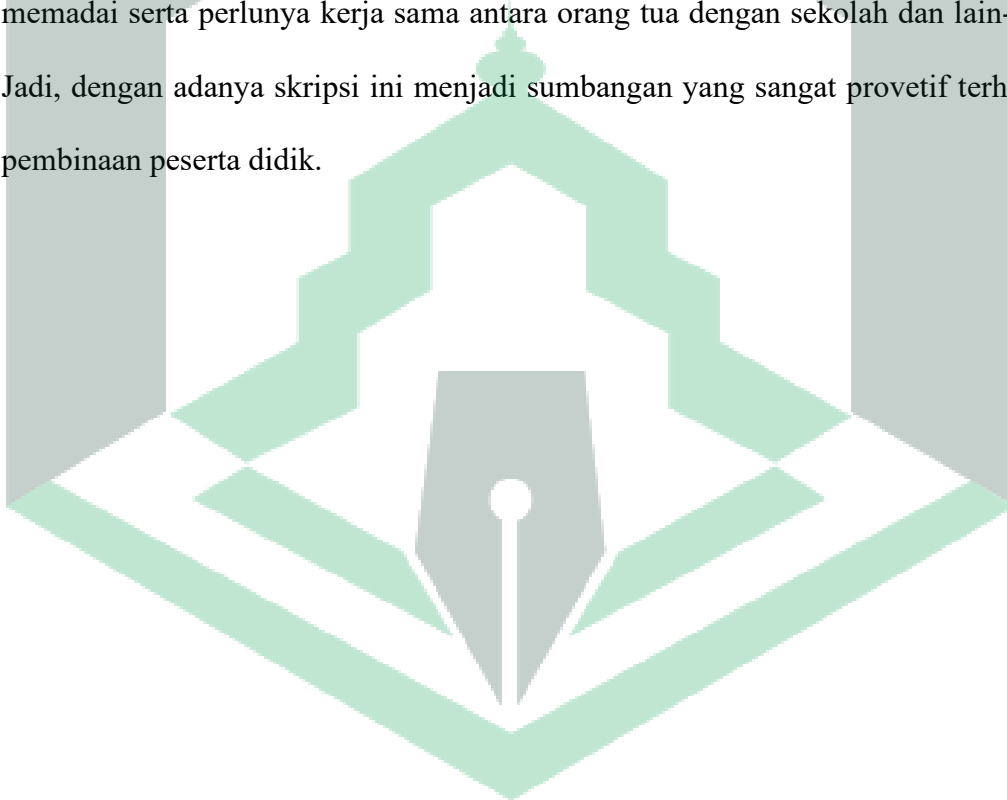 memadai serta perlunya kerja sama antara orang tua dengan sekolah dan lain-
Jadi, dengan adanya skripsi ini menjadi sumbangan yang sangat provetif terh
pembinaan peserta didik.